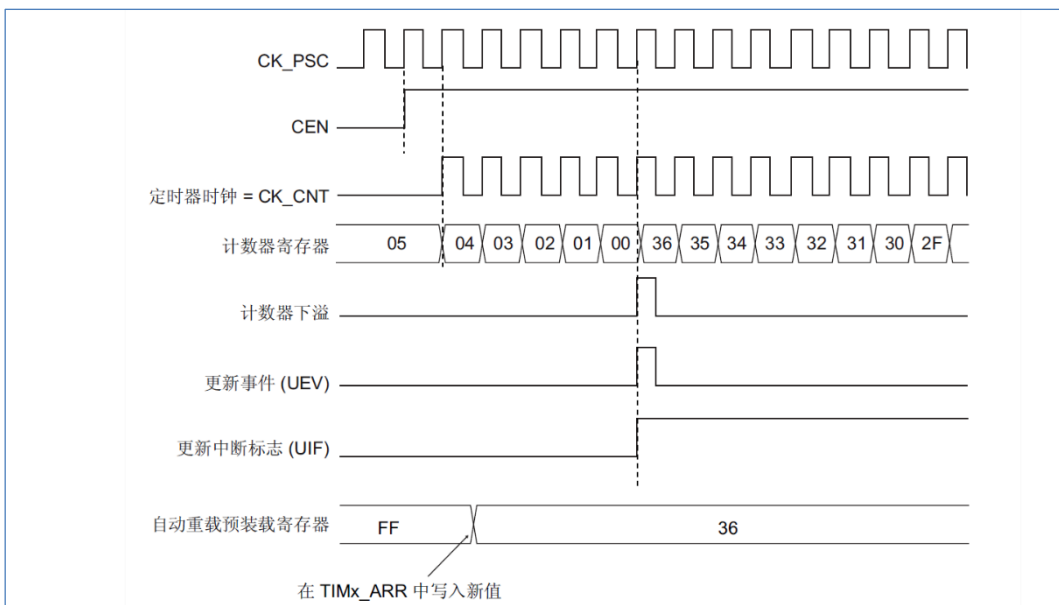 CK_PSC
CEN
定时器时钟 = CK_CNT
计数器寄存器 05 04 03 02 01 00 36 35 34 33 32 31 30 2F
计数器下溢
更新事件 (UEV)
更新中断标志 (UIF)
自动重载预装载寄存器 FF 36
在 TIMx_ARR 中写入新值